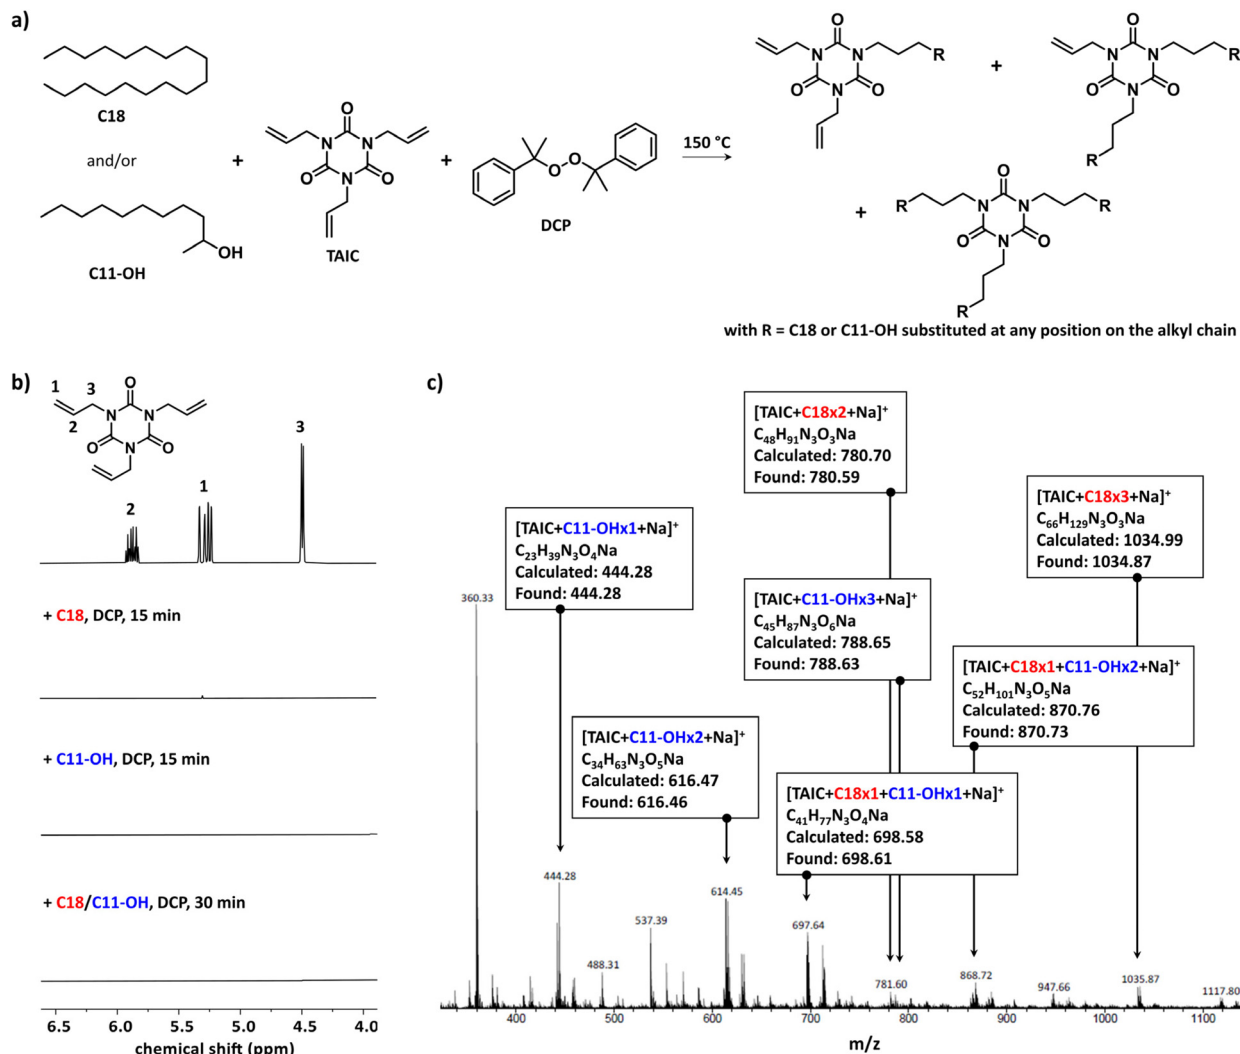 a)
C18
and/or
C11-OH
+
N N
N
O
O O
TAIC
+
O
O
DCP
150 °C
O
N N R
O N O
+
O
N N R
O N O
R
+
O
R N N R
O N O
R
with R = C18 or C11-OH substituted at any position on the alkyl chain
b)
1 3 O
2 N N
O N O
2
1
3
+ C18, DCP, 15 min
+ C11-OH, DCP, 15 min
+ C18/C11-OH, DCP, 30 min
6.5 6.0 5.5 5.0 4.5 4.0
chemical shift (ppm)
c)
[TAIC+C18x2+Na]⁺
C₄₈H₉₁N₃O₃Na
Calculated: 780.70
Found: 780.59
[TAIC+C11-OHx1+Na]⁺
C₂₃H₃₉N₃O₄Na
Calculated: 444.28
Found: 444.28
[TAIC+C18x3+Na]⁺
C₆₆H₁₂₉N₃O₃Na
Calculated: 1034.99
Found: 1034.87
[TAIC+C11-OHx3+Na]⁺
C₄₅H₈₇N₃O₆Na
Calculated: 788.65
Found: 788.63
[TAIC+C18x1+C11-OHx2+Na]⁺
C₅₂H₁₀₁N₃O₅Na
Calculated: 870.76
Found: 870.73
[TAIC+C11-OHx2+Na]⁺
C₃₄H₆₃N₃O₅Na
Calculated: 616.47
Found: 616.46
[TAIC+C18x1+C11-OHx1+Na]⁺
C₄₁H₇₇N₃O₄Na
Calculated: 698.58
Found: 698.61
360.33
444.28
488.31
537.39
614.45
697.64
781.60
868.72
947.66
1035.87
1117.80
400 500 600 700 800 900 1000 1100
m/z